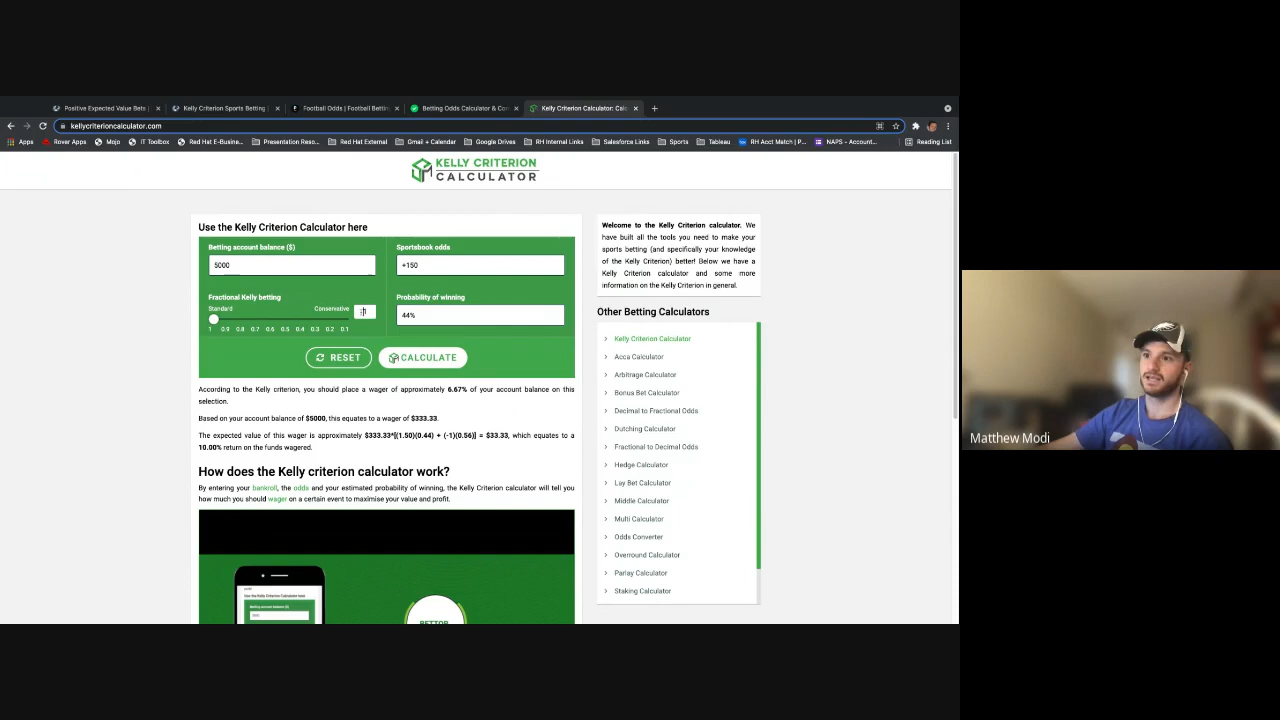 Positive Expected Value Bets |
Kelly Criterion Sports Betting |
Football Odds | Football Bettin
Betting Odds Calculator & Con
Kelly Criterion Calculator: Calc
kellycriterioncalculator.com
Apps
Rover Apps
Mojo
IT Toolbox
Red Hat E-Busine...
Presentation Reso...
Red Hat External
Gmail + Calendar
Google Drives
RH Internal Links
Salesforce Links
Sports
Tableau
RH Acct Match | P...
NAPS - Account...
Reading List
KELLY CRITERION
CALCULATOR
Use the Kelly Criterion Calculator here
Betting account balance ($)
Sportsbook odds
5000
+150
Fractional Kelly betting
Probability of winning
Standard
Conservative
44%
1 0.9 0.8 0.7 0.6 0.5 0.4 0.3 0.2 0.1
RESET
CALCULATE
According to the Kelly criterion, you should place a wager of approximately 6.67% of your account balance on this
selection.
Based on your account balance of $5000, this equates to a wager of $333.33.
The expected value of this wager is approximately $333.33*[(1.50)(0.44) + (-1)(0.56)] = $33.33, which equates to a
10.00% return on the funds wagered.
How does the Kelly criterion calculator work?
By entering your bankroll, the odds and your estimated probability of winning, the Kelly Criterion calculator will tell you
how much you should wager on a certain event to maximise your value and profit.
Use the Kelly Criterion Calculator here
Betting account balance ($)
BETTOR
Welcome to the Kelly Criterion calculator. We
have built all the tools you need to make your
sports betting (and specifically your knowledge
of the Kelly Criterion) better! Below we have a
Kelly Criterion calculator and some more
information on the Kelly Criterion in general.
Other Betting Calculators
Kelly Criterion Calculator
Acca Calculator
Arbitrage Calculator
Bonus Bet Calculator
Decimal to Fractional Odds
Dutching Calculator
Fractional to Decimal Odds
Hedge Calculator
Lay Bet Calculator
Middle Calculator
Multi Calculator
Odds Converter
Overround Calculator
Parlay Calculator
Staking Calculator
Matthew Modi